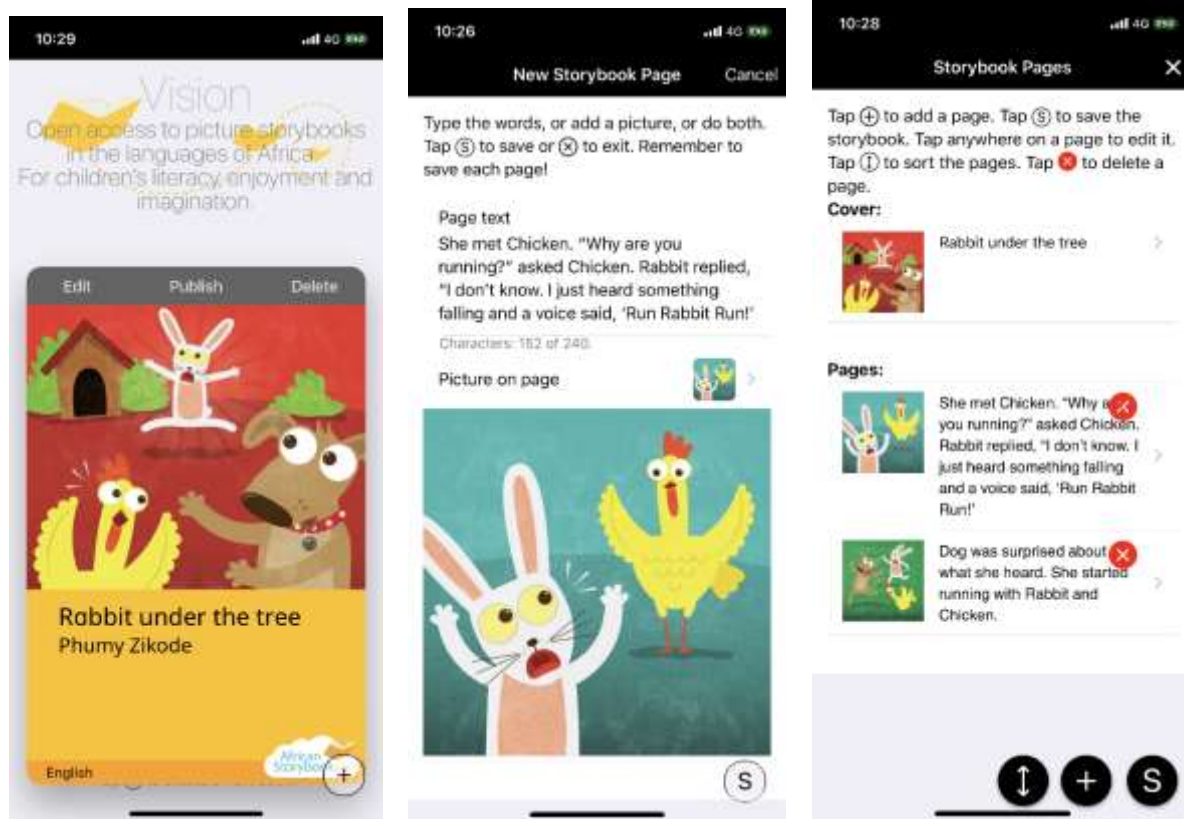 10:29
4G
Vision
Open access to picture storybooks
in the languages of Africa
For children's literacy, enjoyment and
imagination.
Edit Publish Delete
Rabbit under the tree
Phumy Zikode
African
Storybook
English
+
10:26
4G
New Storybook Page Cancel
Type the words, or add a picture, or do both.
Tap Ⓢ to save or ⓧ to exit. Remember to
save each page!
Page text
She met Chicken. "Why are you
running?" asked Chicken. Rabbit replied,
"I don't know. I just heard something
falling and a voice said, 'Run Rabbit Run!'
Characters: 152 of 240.
Picture on page
S
10:28
4G
Storybook Pages
Tap ⊕ to add a page. Tap Ⓢ to save the
storybook. Tap anywhere on a page to edit it.
Tap to sort the pages. Tap to delete a
page.
Cover:
Rabbit under the tree
Pages:
She met Chicken. "Why
you running?" asked Chicken.
Rabbit replied, "I don't know. I
just heard something falling
and a voice said, 'Run Rabbit
Run!'
Dog was surprised about
what she heard. She started
running with Rabbit and
Chicken.
+ S